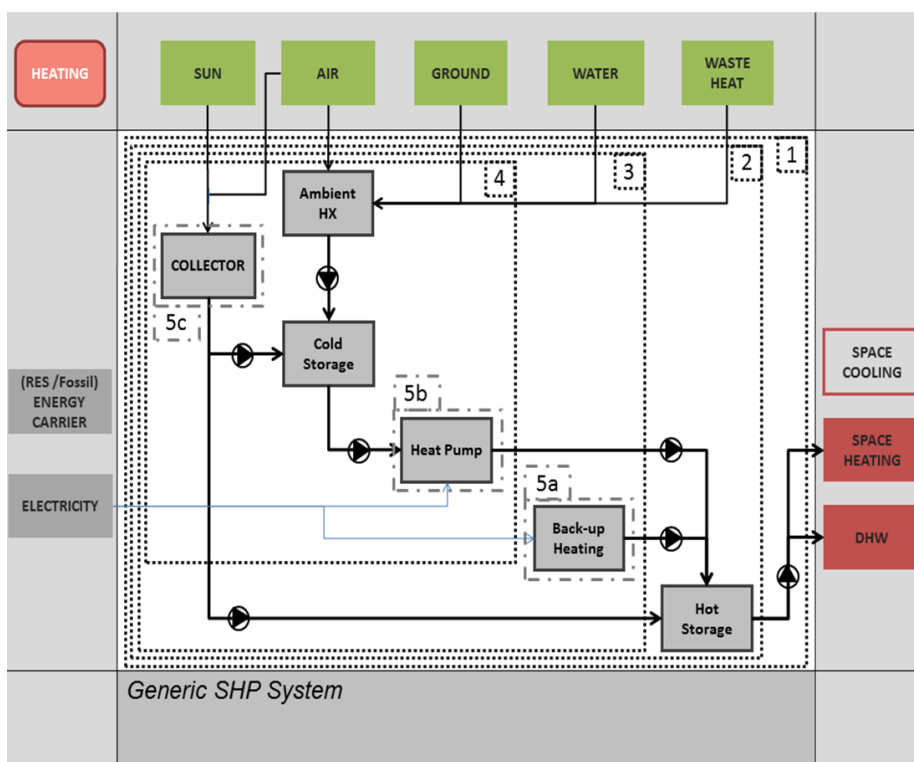 HEATING
SUN
AIR
GROUND
WATER
WASTE
HEAT
1
2
3
4
Ambient
HX
COLLECTOR
5c
Cold
Storage
SPACE
COOLING
(RES /Fossil)
ENERGY
CARRIER
5b
Heat Pump
SPACE
HEATING
5a
ELECTRICITY
Back-up
Heating
DHW
Hot
Storage
Generic SHP System